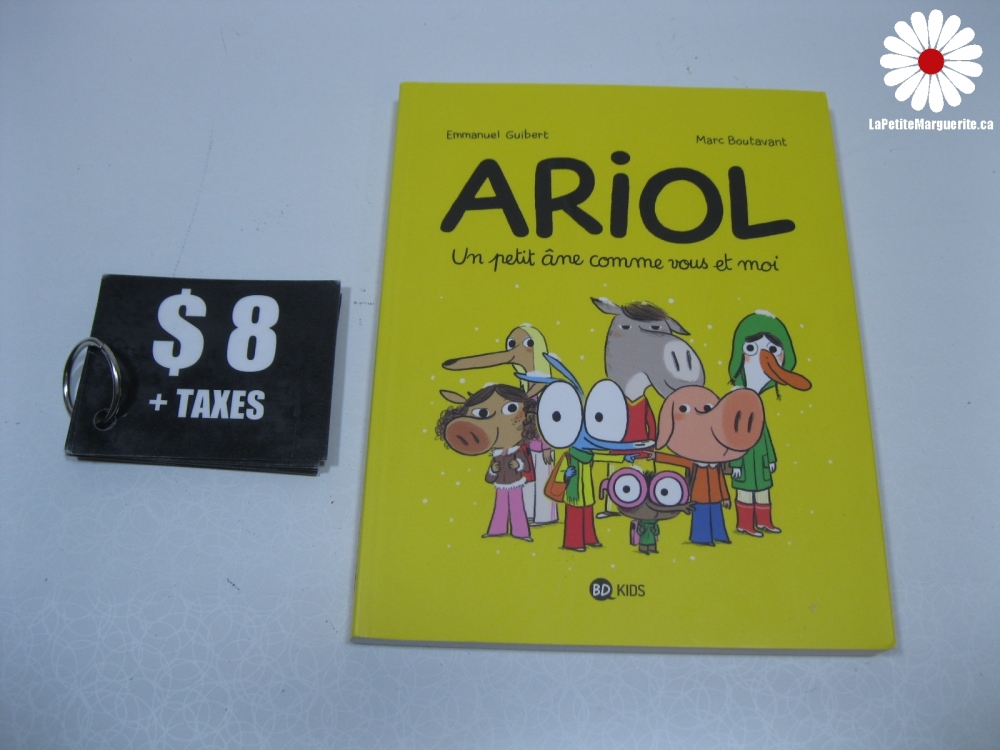 LaPetiteMarguerite.ca
Emmanuel Guibert
Marc Boutavant
ARiOL
Un petit âne comme vous et moi
BD KIDS
$ 8
+ TAXES